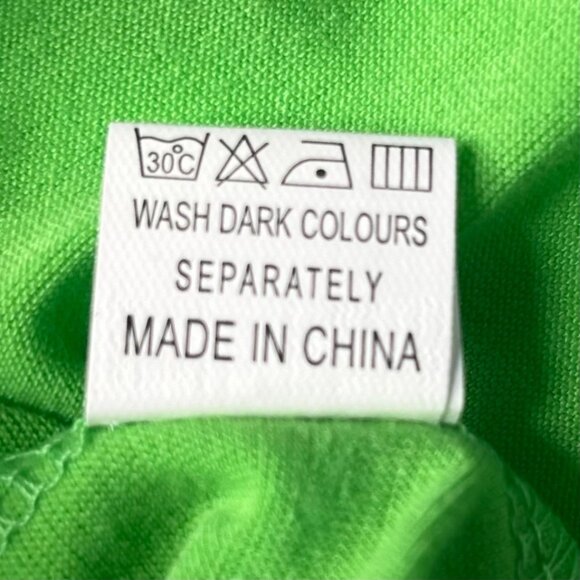 30°C
WASH DARK COLOURS
SEPARATELY
MADE IN CHINA